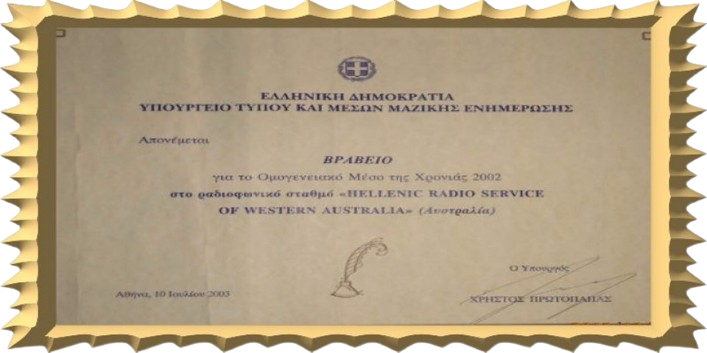 ΕΛΛΗΝΙΚΗ ΔΗΜΟΚΡΑΤΙΑ
ΥΠΟΥΡΓΕΙΟ ΤΥΠΟΥ ΚΑΙ ΜΕΣΩΝ ΜΑΖΙΚΗΣ ΕΝΗΜΕΡΩΣΗΣ
Απονέμεται
ΒΡΑΒΕΙΟ
για το Ομογενειακό Μέσο της Χρονιάς 2002
στο ραδιοφωνικό σταθμό «HELLENIC RADIO SERVICE
OF WESTERN AUSTRALIA» (Αυστραλία)
Ο Υπουργός
Αθήνα, 10 Ιουλίου 2003
ΧΡΗΣΤΟΣ ΠΡΩΤΟΠΑΠΑΣ